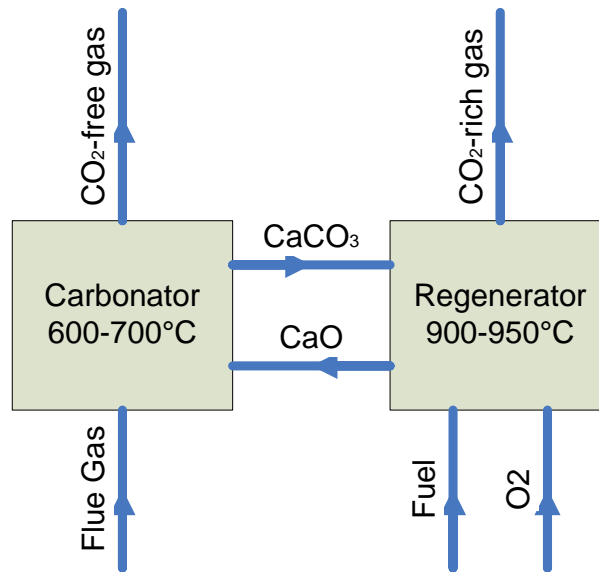 CO₂-free gas
CO₂-rich gas
CaCO₃
Carbonator
600-700°C
Regenerator
900-950°C
CaO
Flue Gas
Fuel
O2